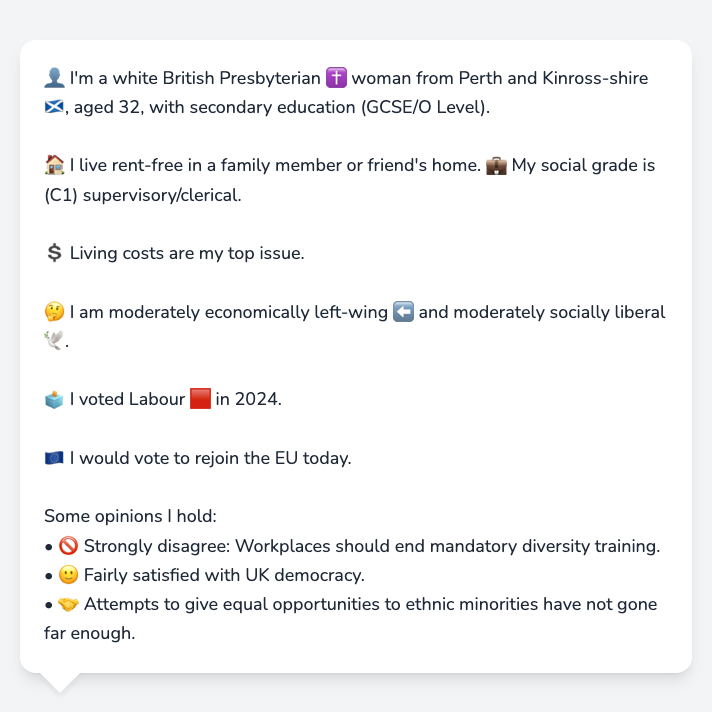 👤 I'm a white British Presbyterian ✝️ woman from Perth and Kinross-shire
🏴󠁧󠁢󠁳󠁣󠁴󠁿, aged 32, with secondary education (GCSE/O Level).
🏠 I live rent-free in a family member or friend's home. 💼 My social grade is
(C1) supervisory/clerical.
💲 Living costs are my top issue.
🤔 I am moderately economically left-wing ⬅️ and moderately socially liberal
🕊️.
🗳️ I voted Labour 🟥 in 2024.
🇪🇺 I would vote to rejoin the EU today.
Some opinions I hold:
• 🚫 Strongly disagree: Workplaces should end mandatory diversity training.
• 🙂 Fairly satisfied with UK democracy.
• 🤝 Attempts to give equal opportunities to ethnic minorities have not gone
far enough.